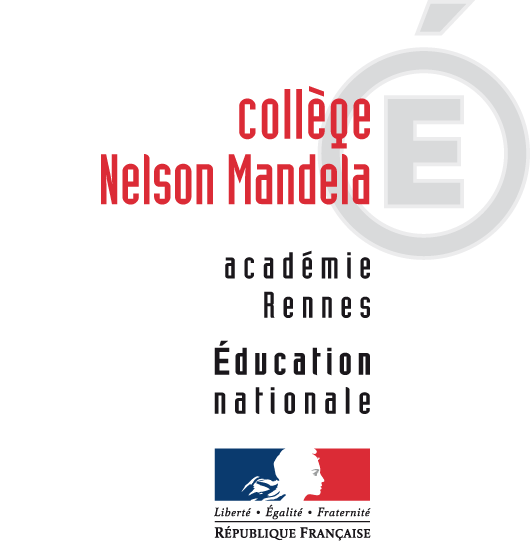 collège
Nelson Mandela
É
académie
Rennes
Éducation
nationale
Liberté • Égalité • Fraternité
RÉPUBLIQUE FRANÇAISE